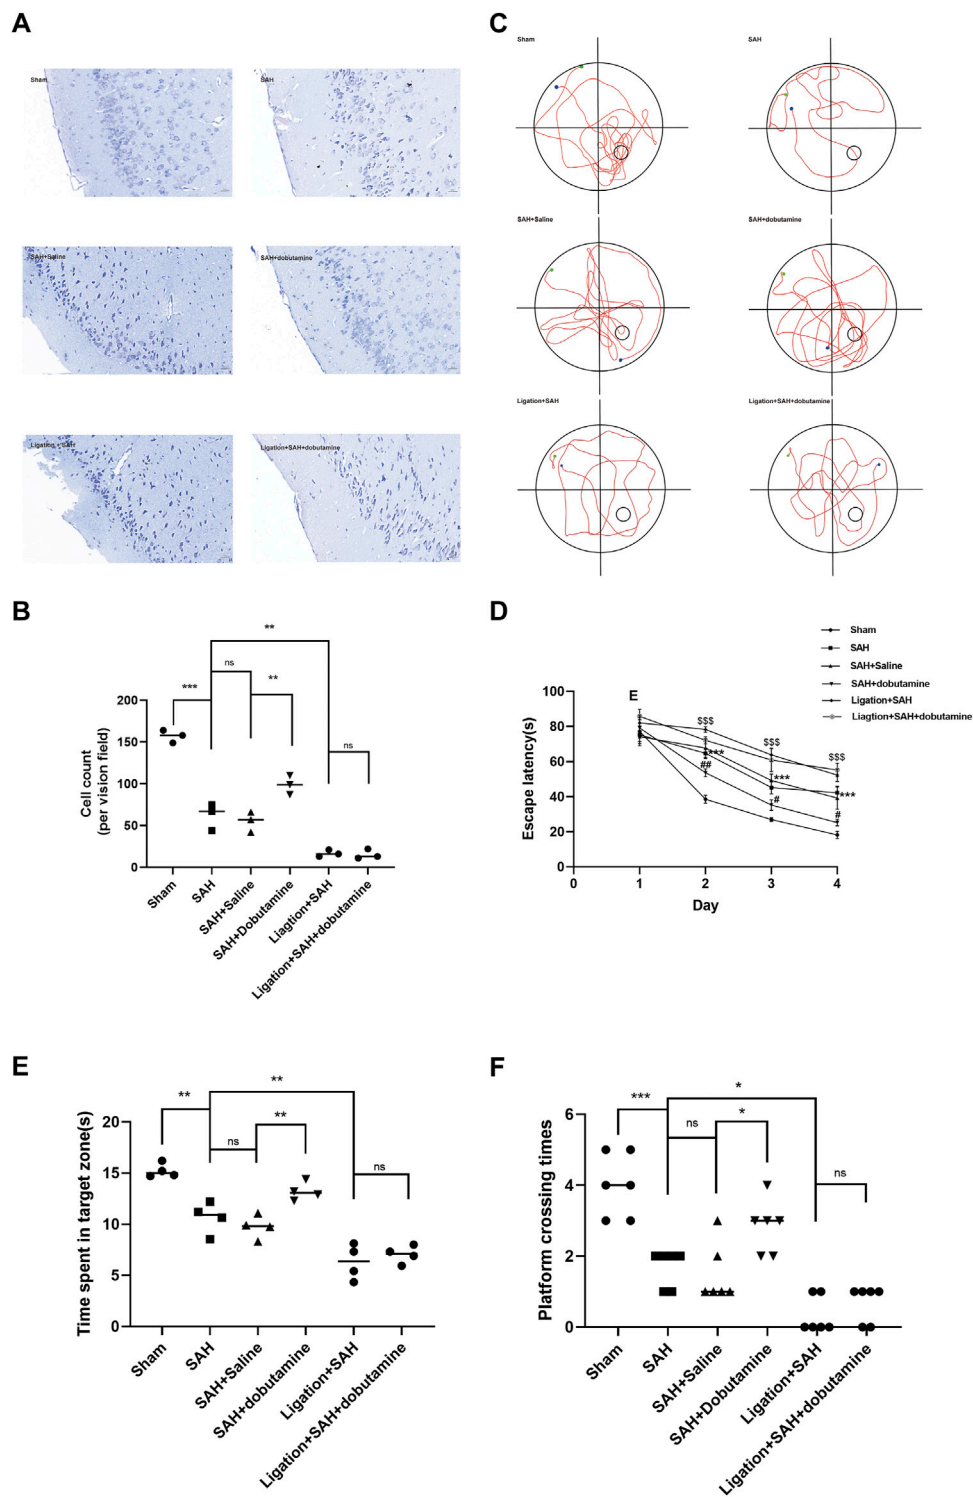 A
Sham
SAH
SAH+Saline
SAH+dobutamine
Ligation + SAH
Ligation+SAH+dobutamine
C
Sham
SAH
SAH+Saline
SAH+dobutamine
Ligation+SAH
Ligation+SAH+dobutamine
B
**
ns
***
**
ns
200
150
100
50
0
Cell count
(per vision field)
Sham
SAH
SAH+Saline
SAH+Dobutamine
Liagtion+SAH
Ligation+SAH+dobutamine
D
Sham
SAH
SAH+Saline
SAH+dobutamine
Ligation+SAH
Liagtion+SAH+dobutamine
E
100
80
60
40
20
0
Escape latency(s)
$$$
***
##
$$$
***
#
$$$
***
#
0
1
2
3
4
Day
E
**
**
**
ns
ns
20
15
10
5
0
Time spent in target zone(s)
Sham
SAH
SAH+Saline
SAH+dobutamine
Ligation+SAH
Ligation+SAH+dobutamine
F
*
***
*
ns
ns
6
4
2
0
Platform crossing times
Sham
SAH
SAH+Saline
SAH+Dobutamine
Ligation+SAH
Ligation+SAH+dobutamine